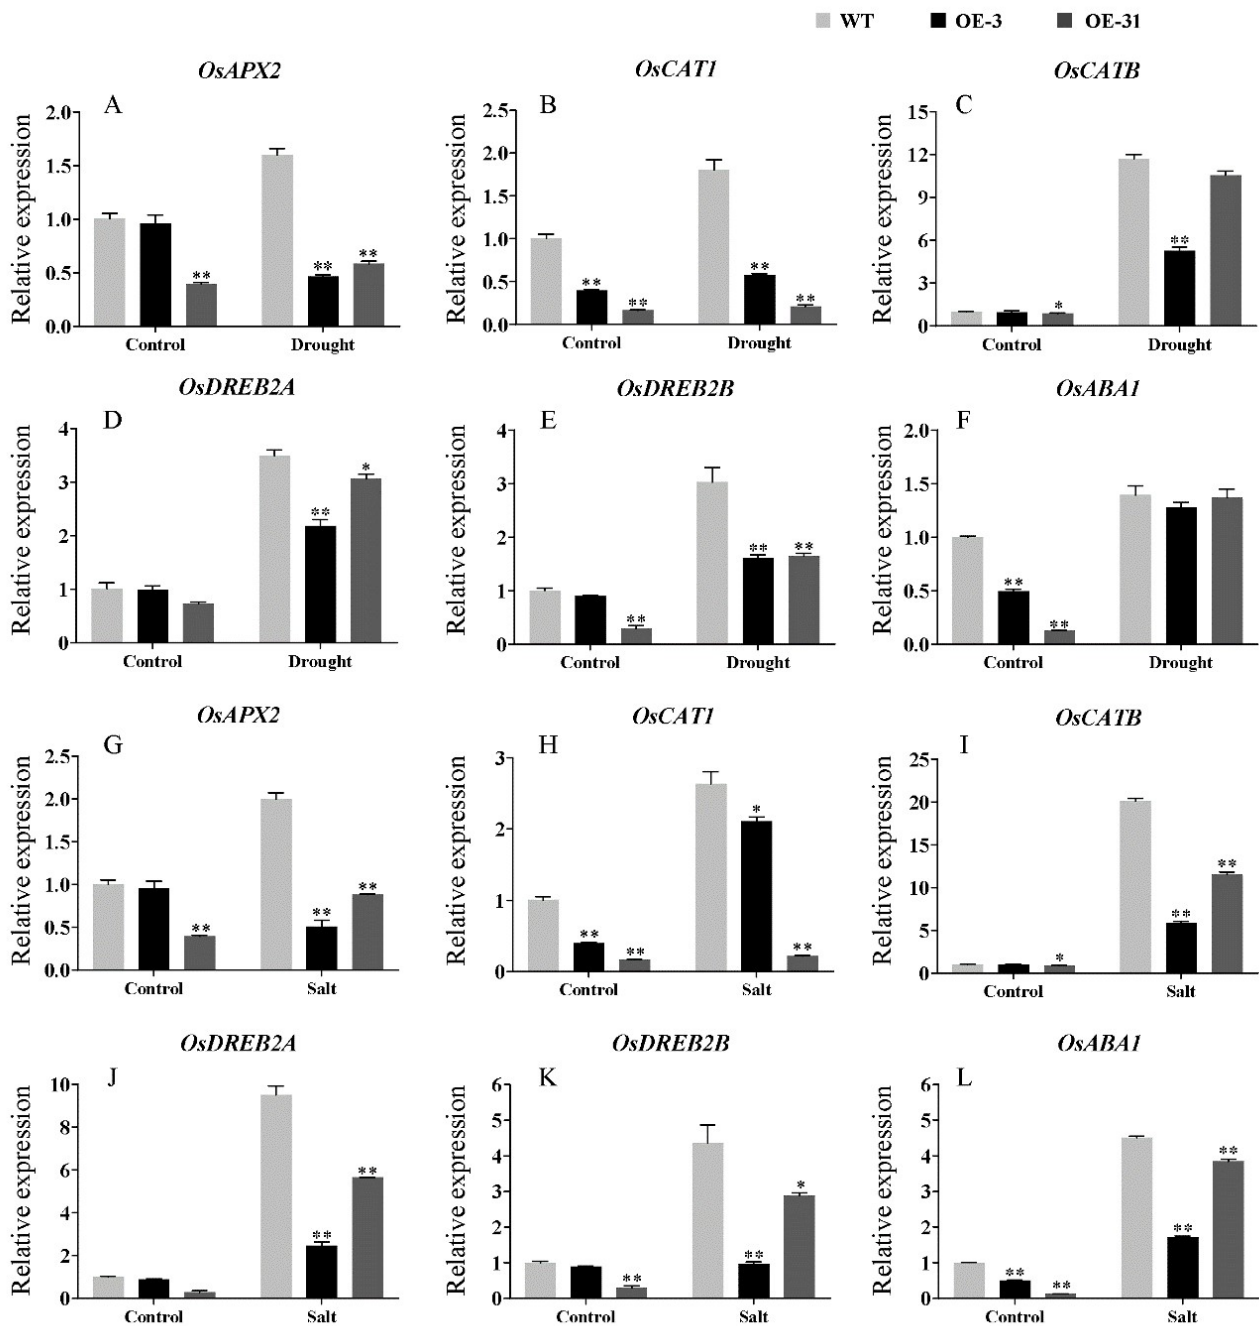 WT OE-3 OE-31
OsAPX2 OsCAT1 OsCATB
A B C
Relative expression Relative expression Relative expression
2.0 2.5 15
1.5 2.0 12
1.0 1.5 9
0.5 1.0 6
0.0 0.5 3
0.0 0
** ** ** ** ** ** ** * **
Control Drought Control Drought Control Drought
OsDREB2A OsDREB2B OsABA1
D E F
Relative expression Relative expression Relative expression
4 4 2.0
3 3 1.5
2 2 1.0
1 1 0.5
0 0 0.0
** * ** ** ** ** **
Control Drought Control Drought Control Drought
OsAPX2 OsCAT1 OsCATB
G H I
Relative expression Relative expression Relative expression
2.5 3 25
2.0 2 20
1.5 1 15
1.0 0 10
0.5 5
0.0 0
** ** ** ** ** * ** * ** **
Control Salt Control Salt Control Salt
OsDREB2A OsDREB2B OsABA1
J K L
Relative expression Relative expression Relative expression
10 6 6
8 5 5
6 4 4
4 3 3
2 2 2
0 1 1
0 0
** ** ** ** * ** ** ** **
Control Salt Control Salt Control Salt